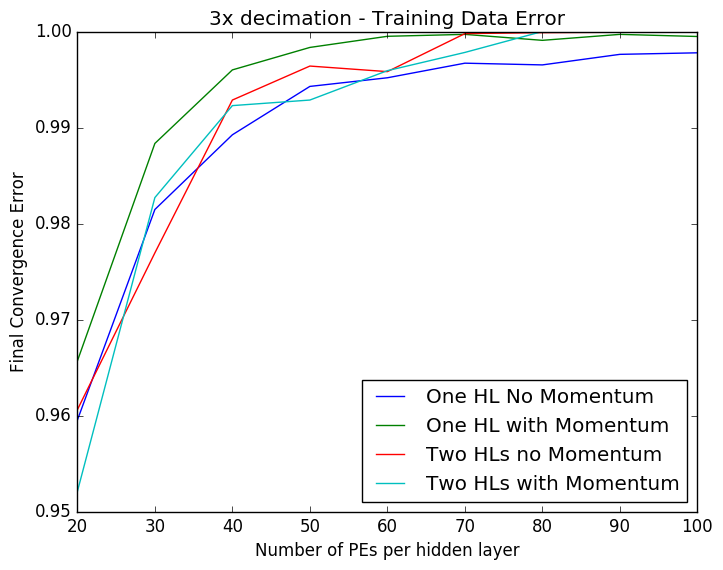 3x decimation - Training Data Error
Final Convergence Error
1.00
0.99
0.98
0.97
0.96
0.95
20 30 40 50 60 70 80 90 100
Number of PEs per hidden layer
One HL No Momentum
One HL with Momentum
Two HLs no Momentum
Two HLs with Momentum